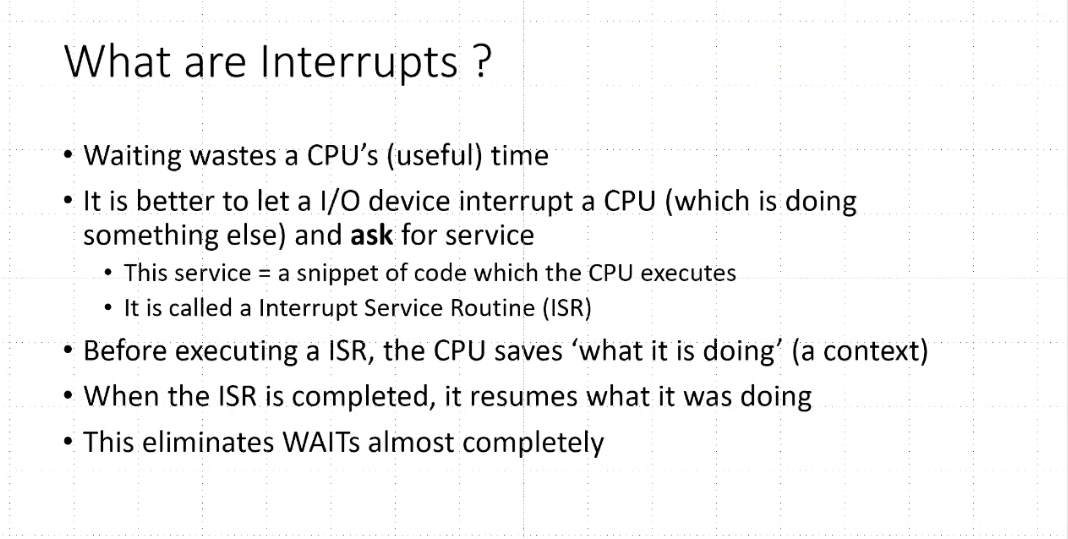 What are Interrupts ?
• Waiting wastes a CPU’s (useful) time
• It is better to let a I/O device interrupt a CPU (which is doing
something else) and ask for service
• This service = a snippet of code which the CPU executes
• It is called a Interrupt Service Routine (ISR)
• Before executing a ISR, the CPU saves ‘what it is doing’ (a context)
• When the ISR is completed, it resumes what it was doing
• This eliminates WAITs almost completely